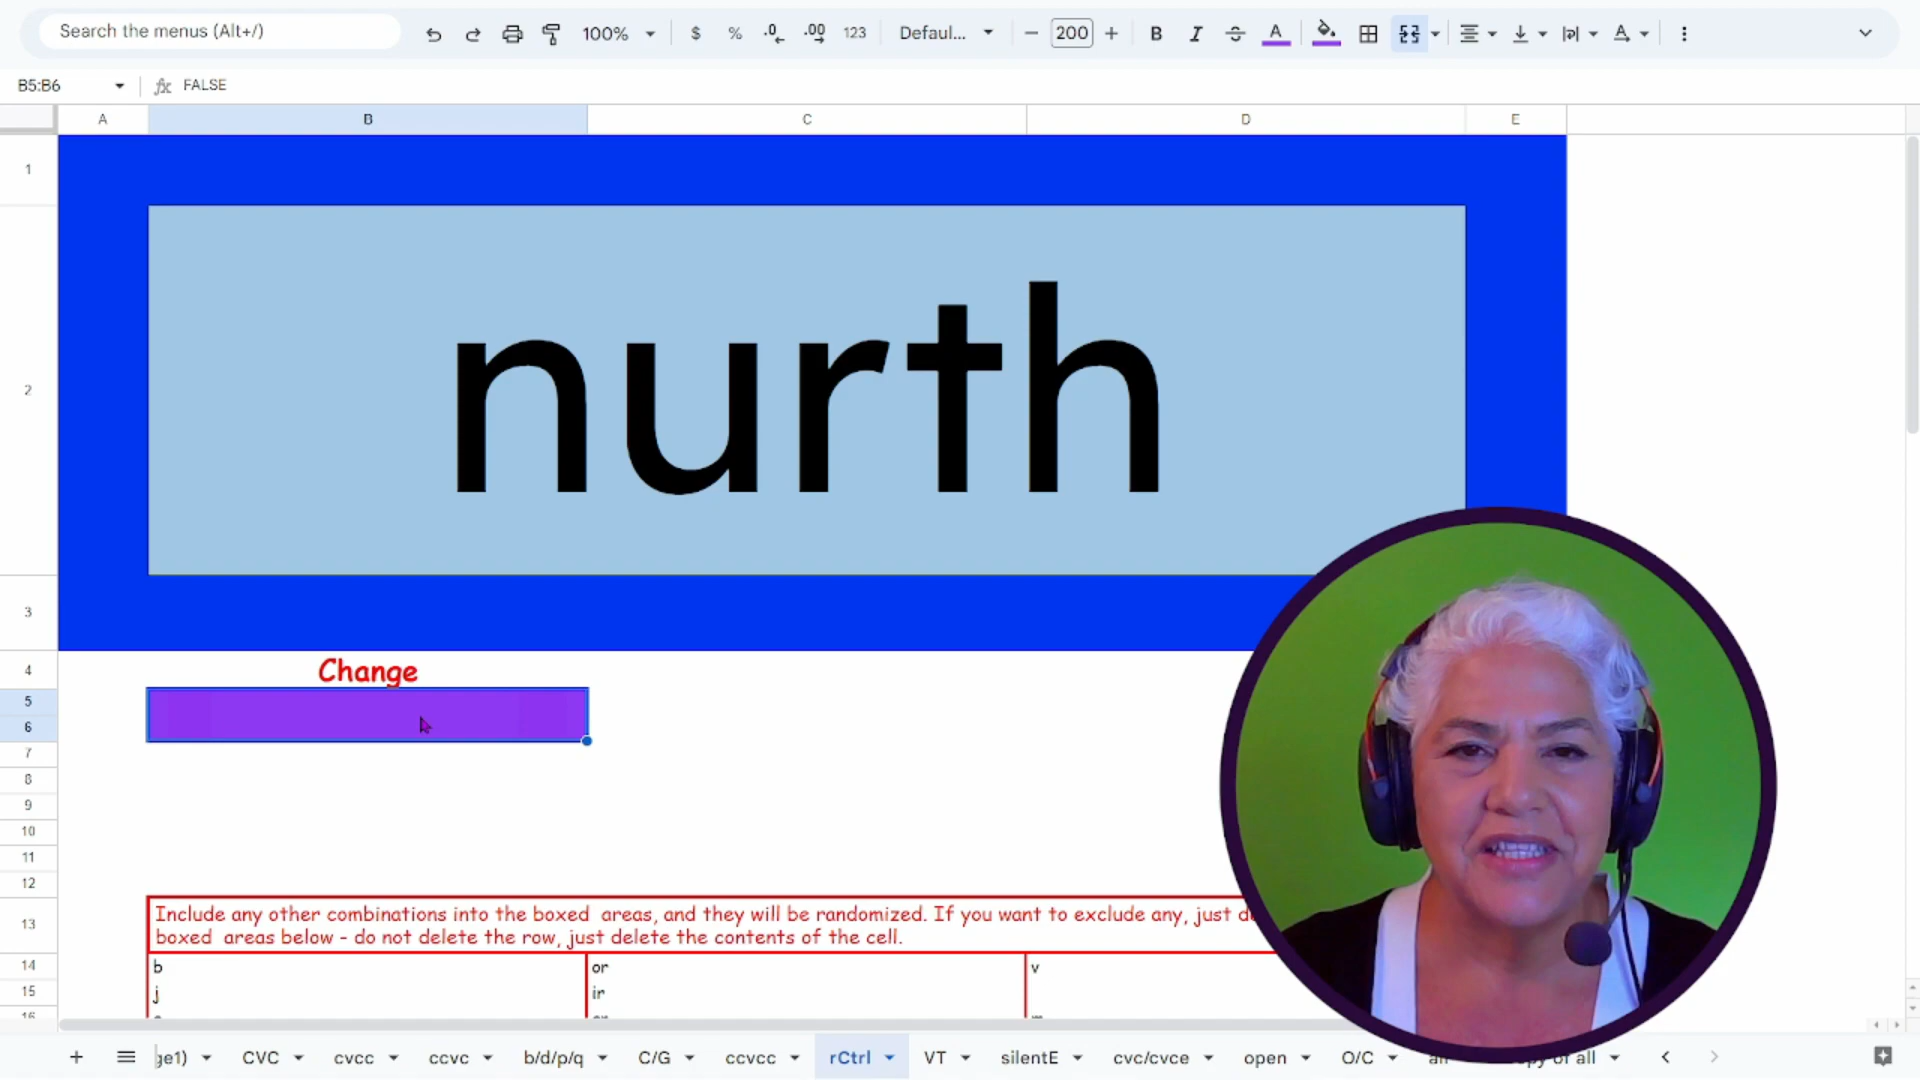 Search the menus (Alt+/)
100%
$ % .0 .00 123
Defaul...
200
B5:B6
FALSE
A B C D E
1
nurth
2
3
4 Change
5
6
7
8
9
10
11
12
Include any other combinations into the boxed areas, and they will be randomized. If you want to exclude any, just
13
boxed areas below - do not delete the row, just delete the contents of the cell.
14 b or v
15 j ir
16
ge1) CVC cvcc ccvc b/d/p/q C/G ccvcc rCtrl VT silentE cvc/cvce open O/C of all